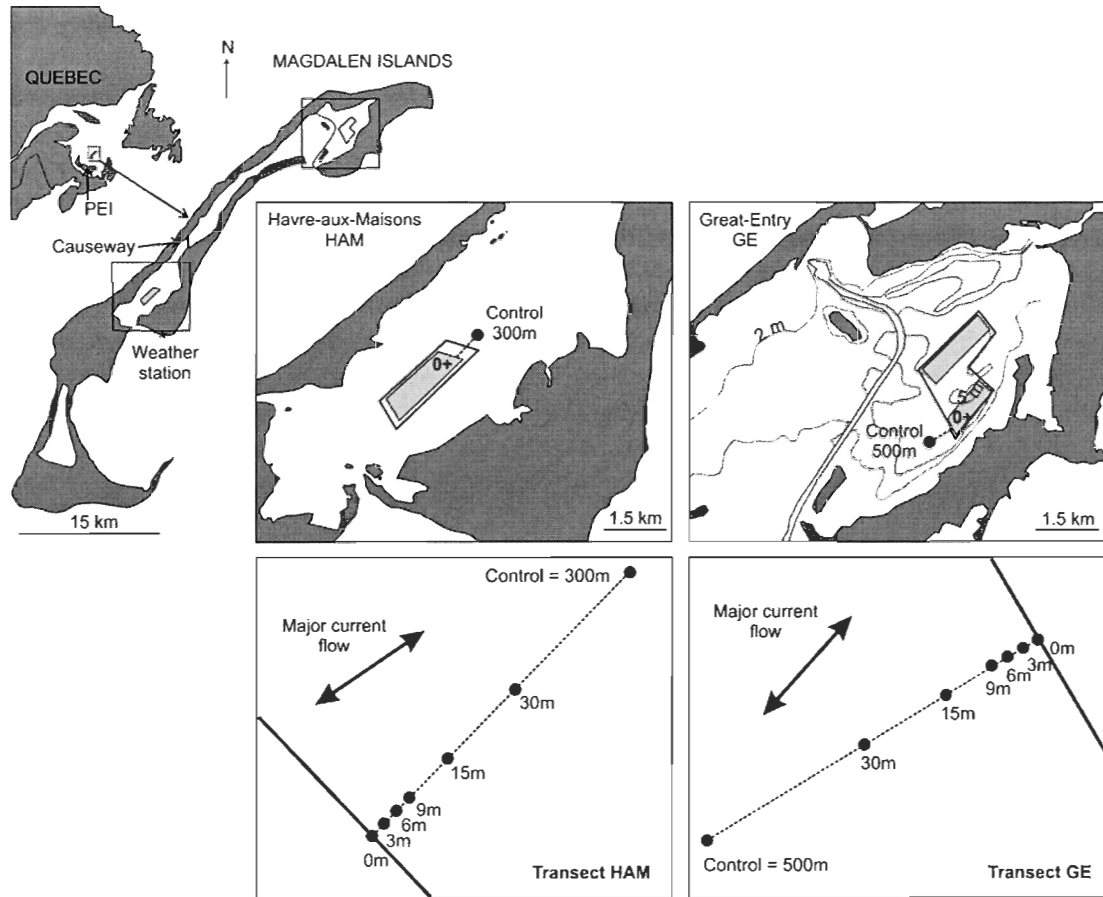 N
MAGDALEN ISLANDS
QUEBEC
PEI
Causeway
Weather
station
15 km
Havre-aux-Maisons
HAM
Control
300m
0+
1.5 km
Great-Entry
GE
2 m
5 m
0+
Control
500m
1.5 km
Control = 300m
Major current
flow
30m
15m
9m
6m
3m
0m
Transect HAM
Major current
flow
0m
3m
6m
9m
15m
30m
Control = 500m
Transect GE